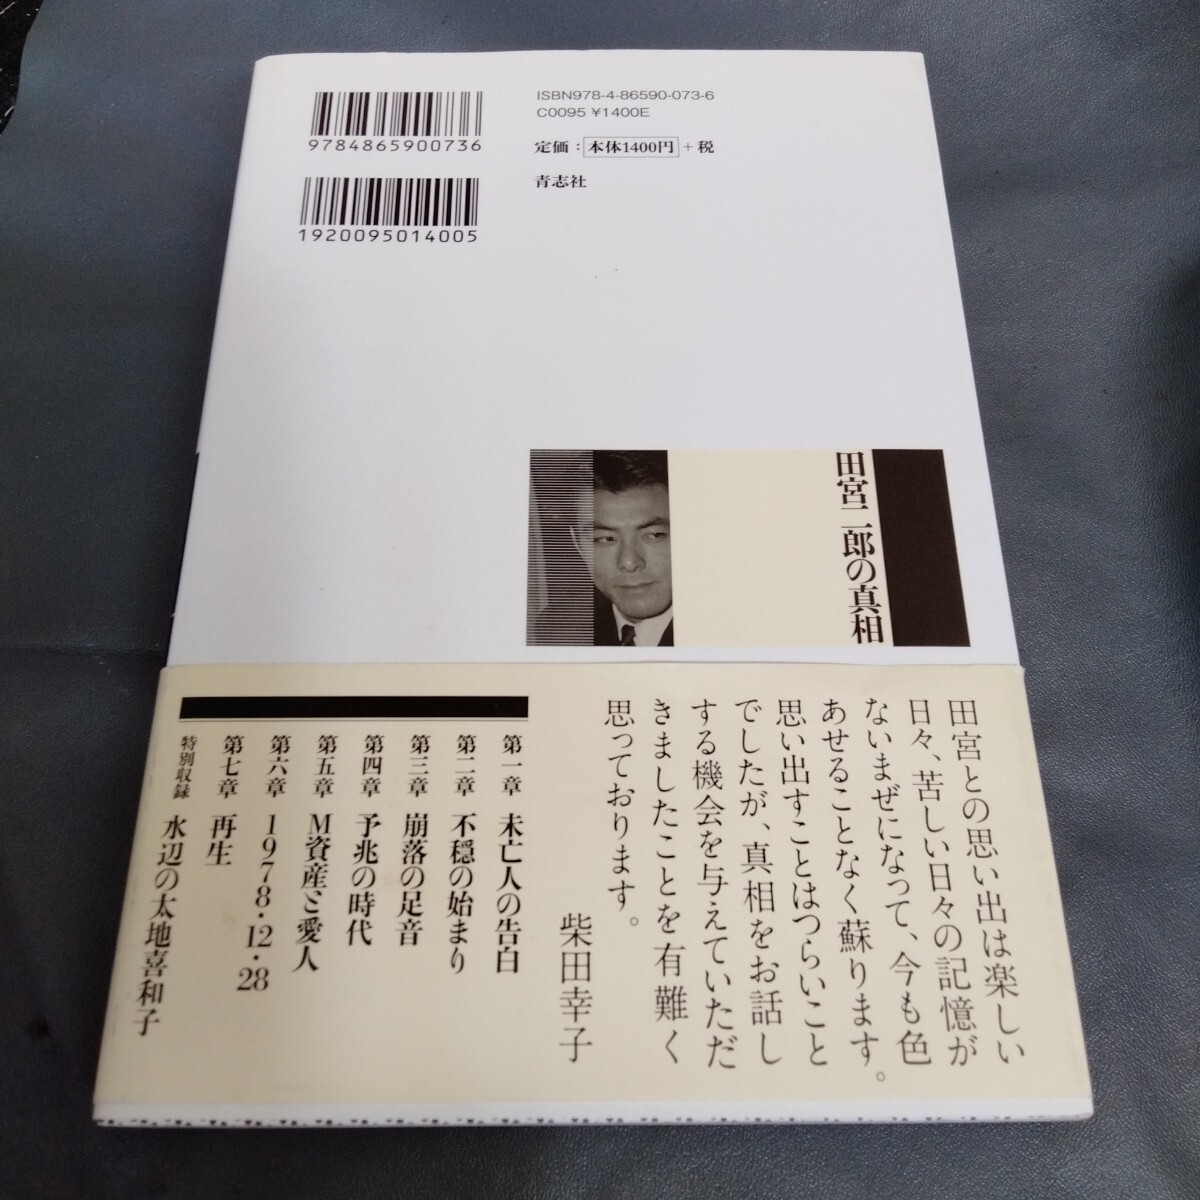 ISBN978-4-86590-073-6
C0095 ¥1400E
9784865900736
定価：本体1400円＋税
青志社
1920095014005
田宮二郎の真相
田宮との思い出は楽しい
日々、苦しい日々の記憶が
ないまぜになって、今も色
あせることなく蘇ります。
思い出すことはつらいこと
でしたが、真相をお話し
する機会を与えていただ
きましたことを有難く
思っております。
柴田幸子
第一章 未亡人の告白
第二章 不穏の始まり
第三章 崩落の足音
第四章 予兆の時代
第五章 M資産と愛人
第六章 1978・12・28
第七章 再生
特別収録 水辺の太地喜和子